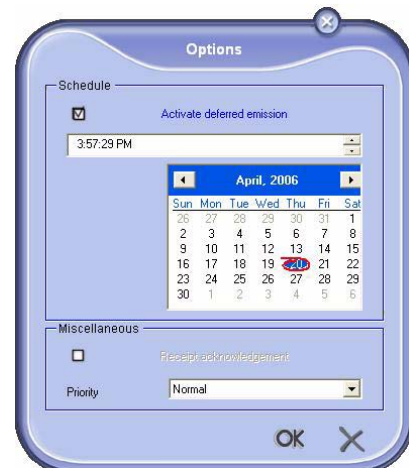 Options
Schedule
Activate deferred emission
3:57:29 PM
April, 2006
Sun Mon Tue Wed Thu Fri Sat
26 27 28 29 30 31 1
2 3 4 5 6 7 8
9 10 11 12 13 14 15
16 17 18 19 20 21 22
23 24 25 26 27 28 29
30 1 2 3 4 5 6
Miscellaneous
Receipt acknowledgement
Priority Normal
OK